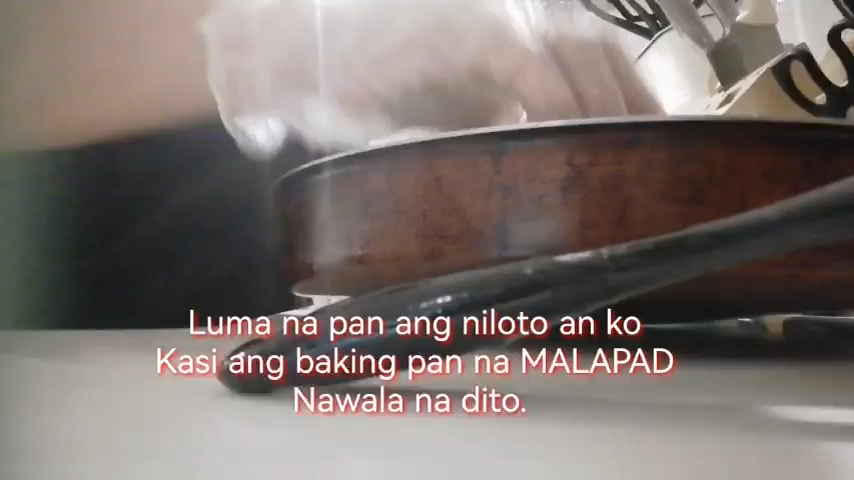 Luma na pan ang niloto an ko
Kasi ang baking pan na MALAPAD
Nawala na dito.